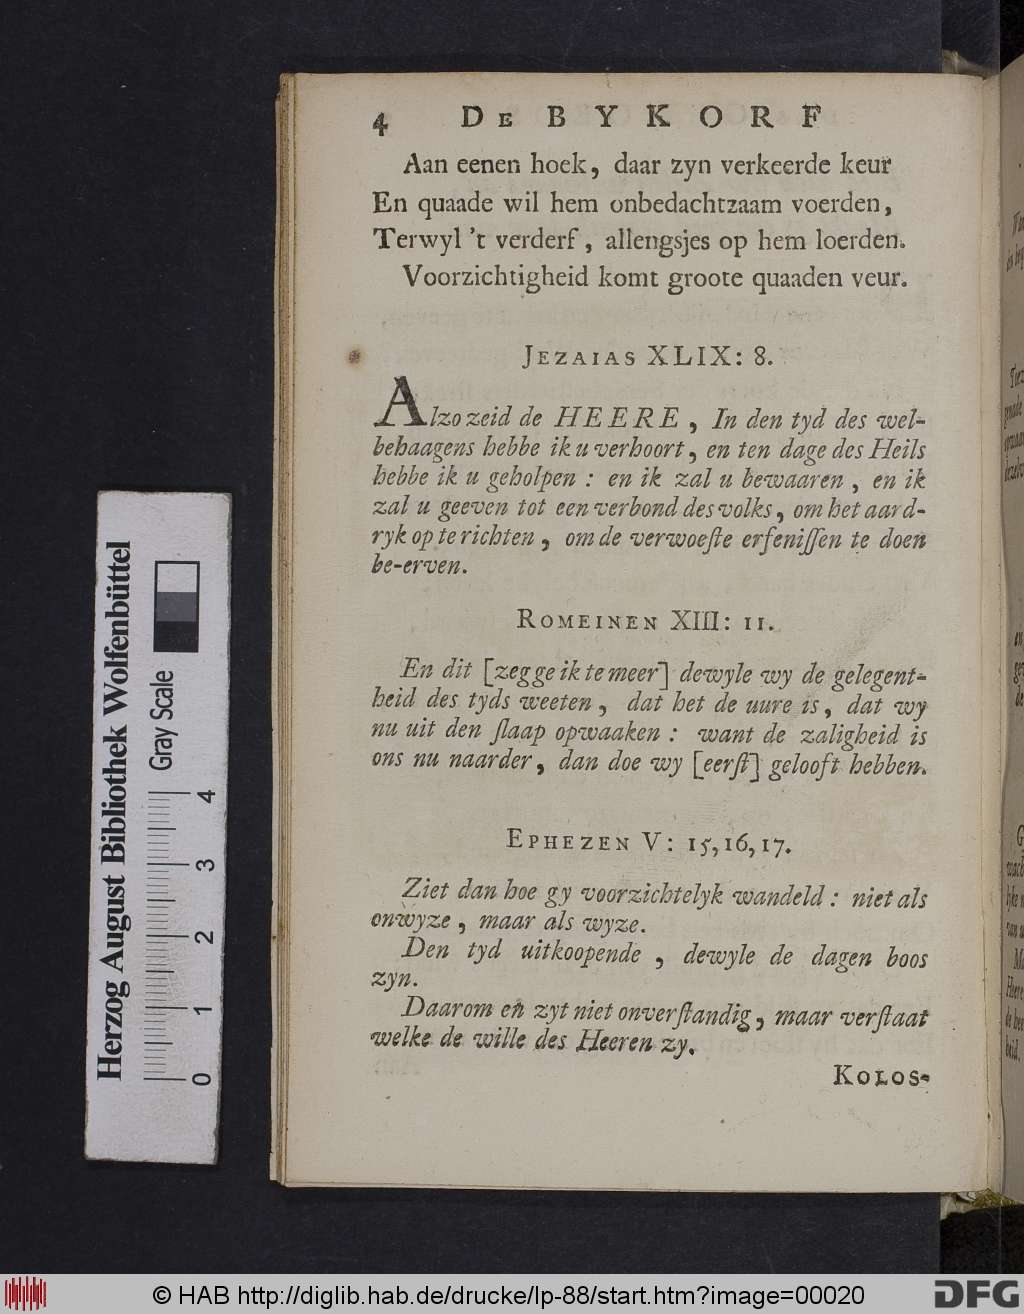 4 DE BYKORF
Aan eenen hoek, daar zyn verkeerde keur
En quaade wil hem onbedachtzaam voerden,
Terwyl 't verderf, allengsjes op hem loerden.
Voorzichtigheid komt groote quaaden veur.
JEZAIAS XLIX: 8.
Alzo zeid de HEERE, In den tyd des wel-
behaagens hebbe ik u verhoort, en ten dage des Heils
hebbe ik u geholpen: en ik zal u bewaaren, en ik
zal u geeven tot een verbond des volks, om het aard-
ryk op te richten, om de verwoeſte erfeniſſen te doen
be-erven.
ROMEINEN XIII: 11.
En dit [zegge ik te meer] dewyle wy de gelegent-
heid des tyds weeten, dat het de uure is, dat wy
nu uit den ſlaap opwaaken: want de zaligheid is
ons nu naarder, dan doe wy [eerſt] gelooft hebben.
EPHEZEN V: 15,16,17.
Ziet dan hoe gy voorzichtelyk wandeld: niet als
onwyze, maar als wyze.
Den tyd uitkoopende, dewyle de dagen boos
zyn.
Daarom en zyt niet onverſtandig, maar verſtaat
welke de wille des Heeren zy.
KOLOS-
Herzog August Bibliothek Wolfenbüttel
Gray Scale
0 1 2 3 4
© HAB http://diglib.hab.de/drucke/lp-88/start.htm?image=00020
DFG